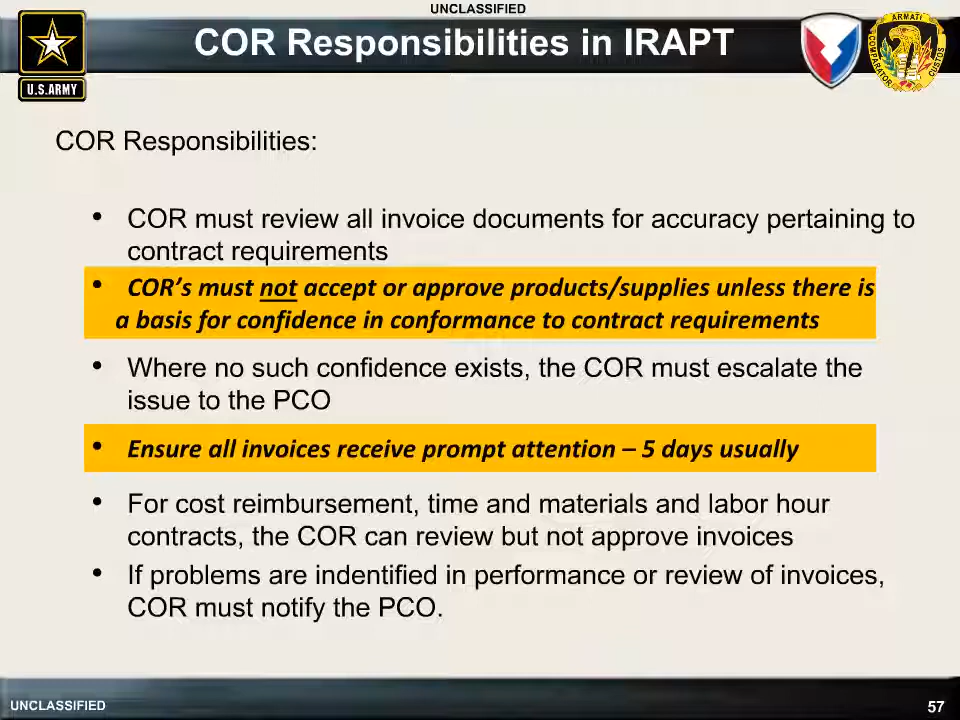 UNCLASSIFIED
COR Responsibilities in IRAPT
U.S.ARMY
ARMATI
COMPARATOR
CUSTOS
COR Responsibilities:
• COR must review all invoice documents for accuracy pertaining to
contract requirements
• COR's must not accept or approve products/supplies unless there is
a basis for confidence in conformance to contract requirements
• Where no such confidence exists, the COR must escalate the
issue to the PCO
• Ensure all invoices receive prompt attention – 5 days usually
• For cost reimbursement, time and materials and labor hour
contracts, the COR can review but not approve invoices
• If problems are indentified in performance or review of invoices,
COR must notify the PCO.
UNCLASSIFIED
57